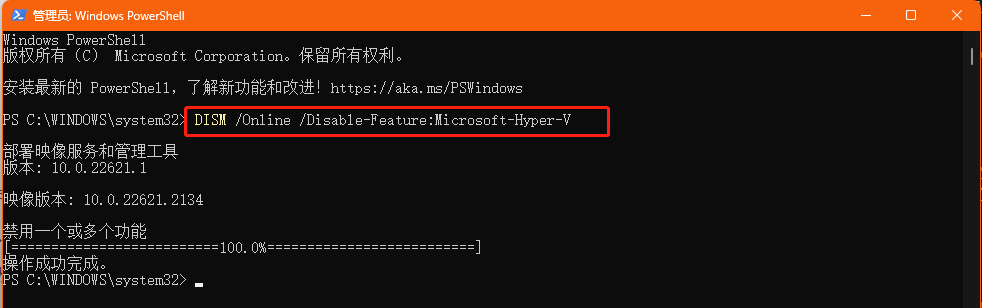 管理员: Windows PowerShell
Windows PowerShell
版权所有（C） Microsoft Corporation。保留所有权利。
安装最新的 PowerShell，了解新功能和改进！https://aka.ms/PSWindows
PS C:\WINDOWS\system32> DISM /Online /Disable-Feature:Microsoft-Hyper-V
部署映像服务和管理工具
版本: 10.0.22621.1
映像版本: 10.0.22621.2134
禁用一个或多个功能
[==========================100.0%==========================]
操作成功完成。
PS C:\WINDOWS\system32>